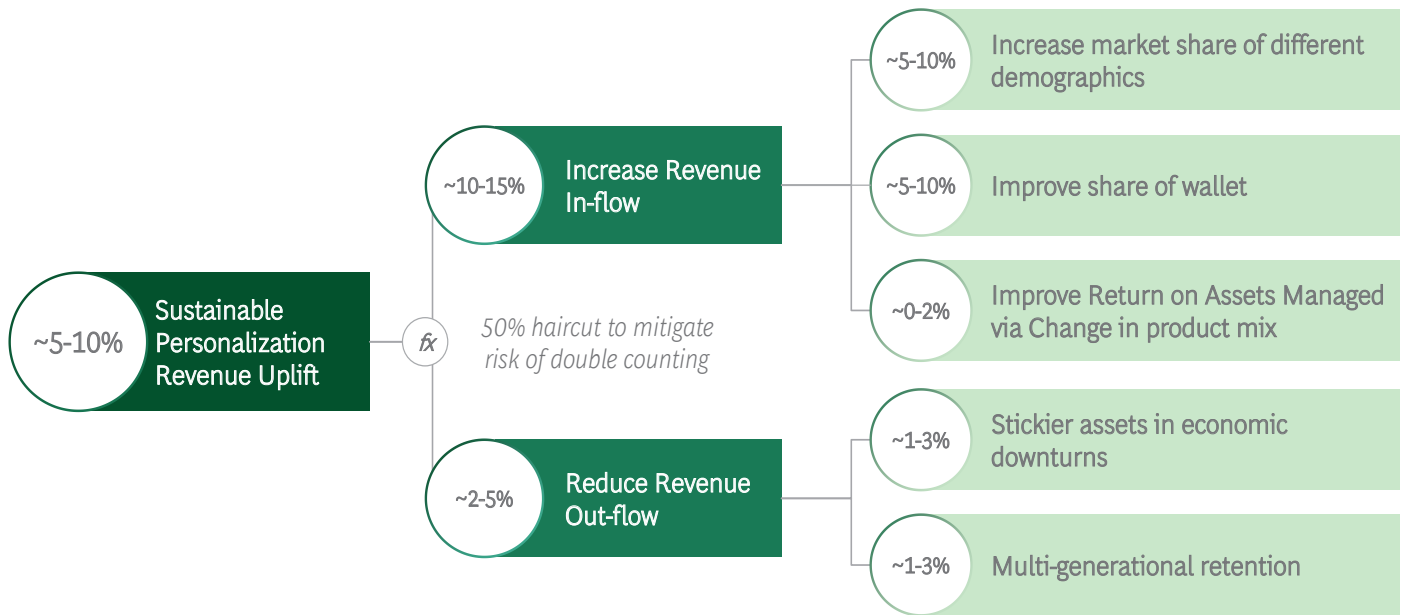 ~5-10%
Sustainable
Personalization
Revenue Uplift
fx
50% haircut to mitigate
risk of double counting
~10-15%
Increase Revenue
In-flow
~5-10%
Increase market share of different
demographics
~5-10%
Improve share of wallet
~0-2%
Improve Return on Assets Managed
via Change in product mix
~2-5%
Reduce Revenue
Out-flow
~1-3%
Stickier assets in economic
downturns
~1-3%
Multi-generational retention